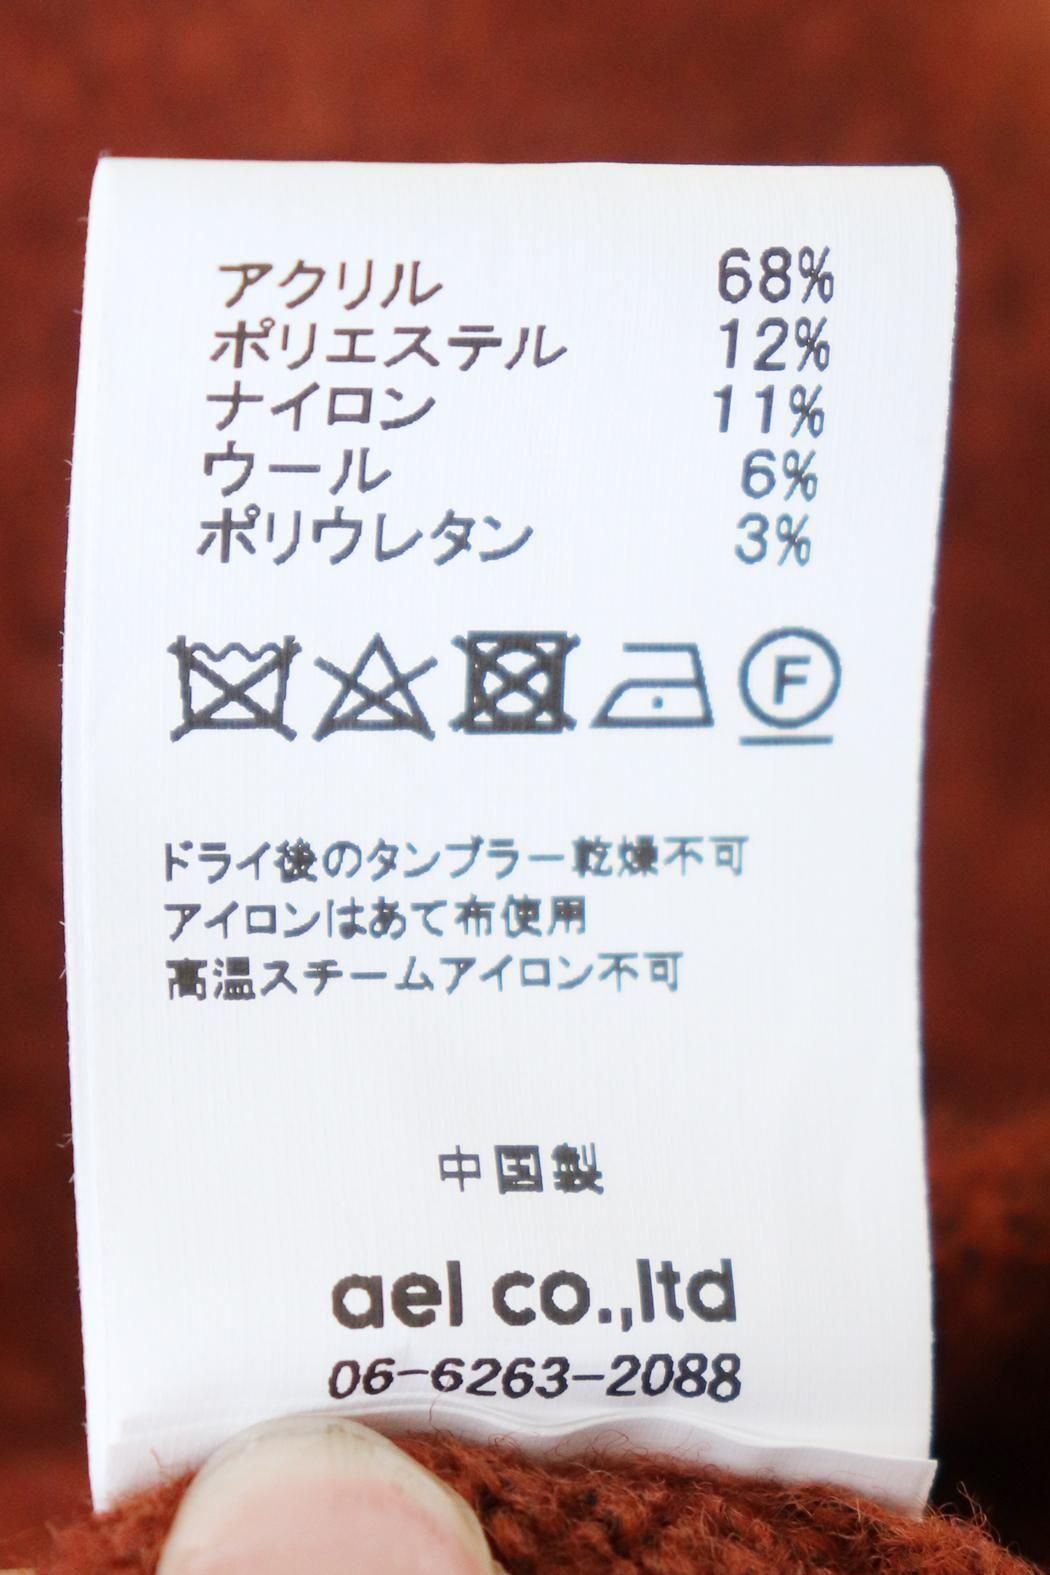 アクリル 68%
ポリエステル 12%
ナイロン 11%
ウール 6%
ポリウレタン 3%
F
ドライ後のタンブラー乾燥不可
アイロンはあて布使用
高温スチームアイロン不可
中国製
ael co.,ltd
06-6263-2088